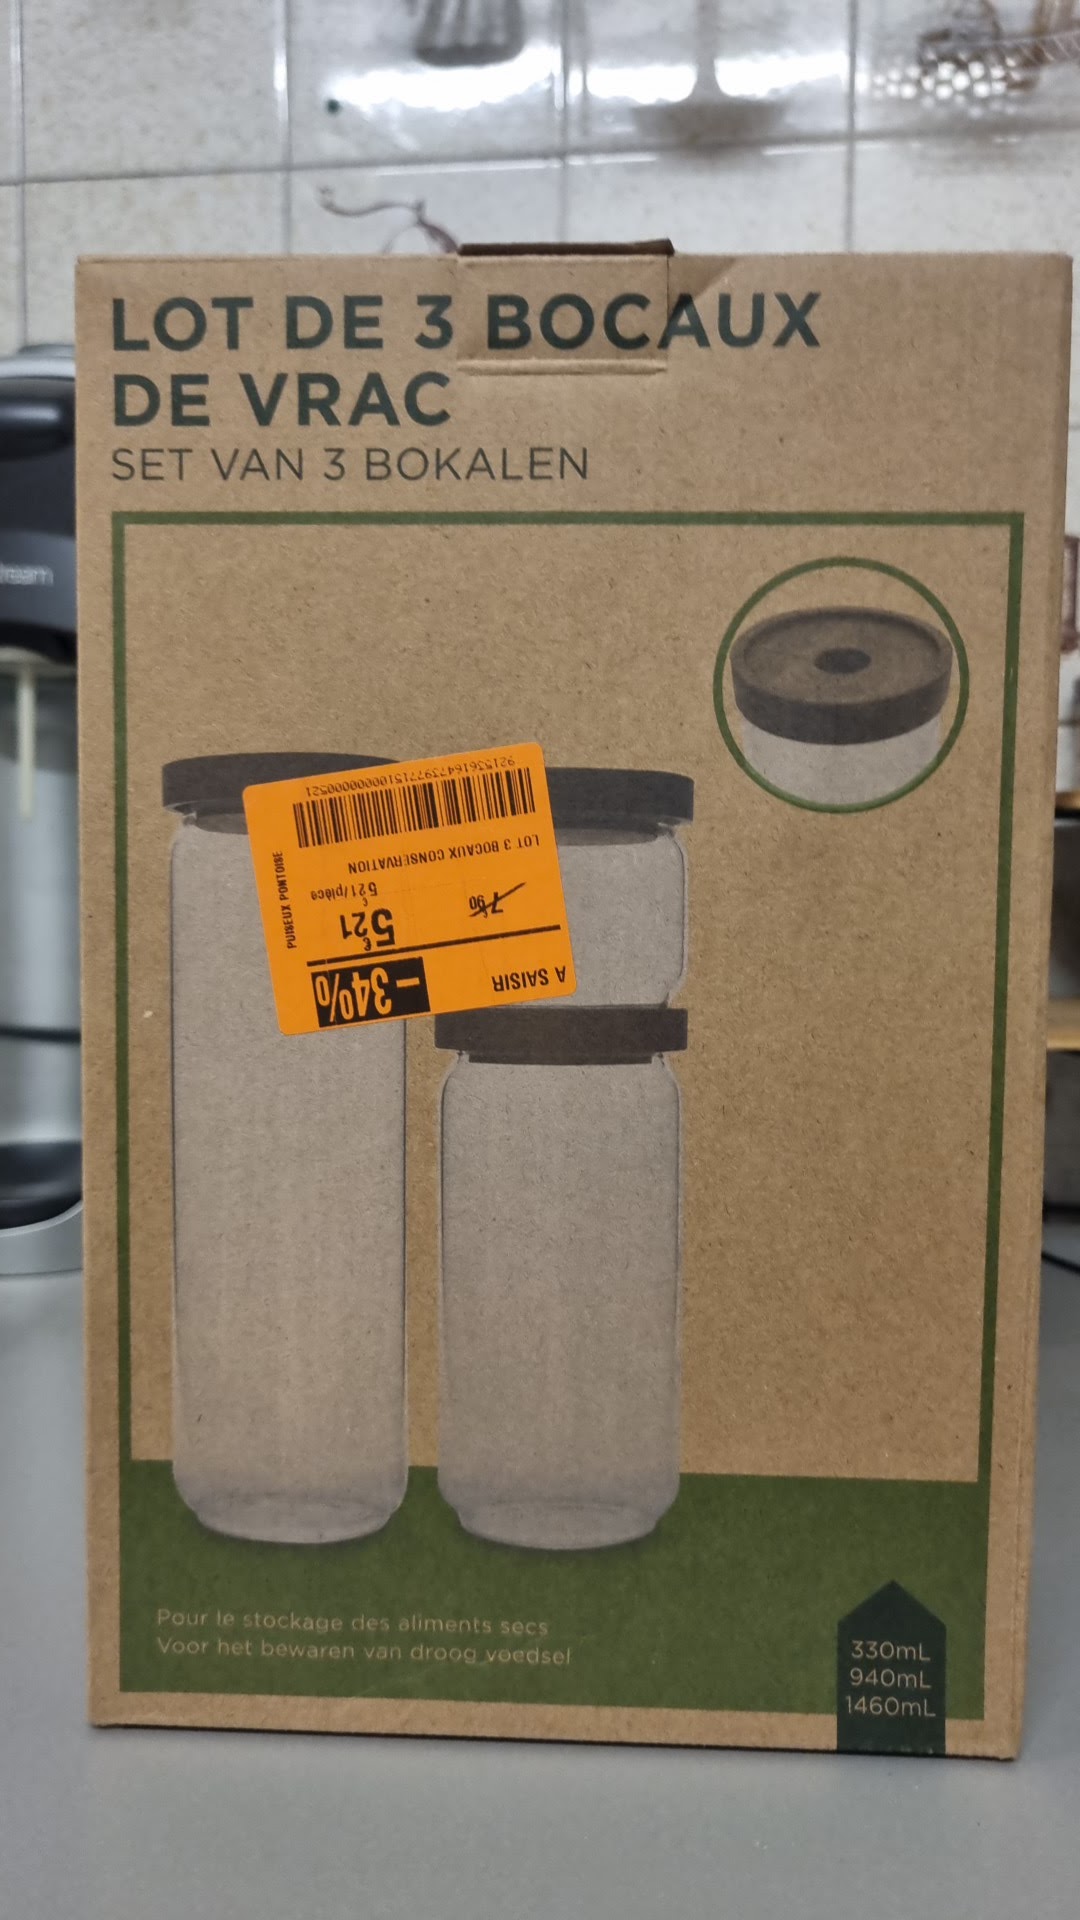 LOT DE 3 BOCAUX
DE VRAC
SET VAN 3 BOKALEN
A SAISIR
-34%
7€90
5€21
5€21/pièce
LOT 3 BOCAUX CONSERVATION
PUISEUX PONTOISE
Pour le stockage des aliments secs
Voor het bewaren van droog voedsel
330mL
940mL
1460mL